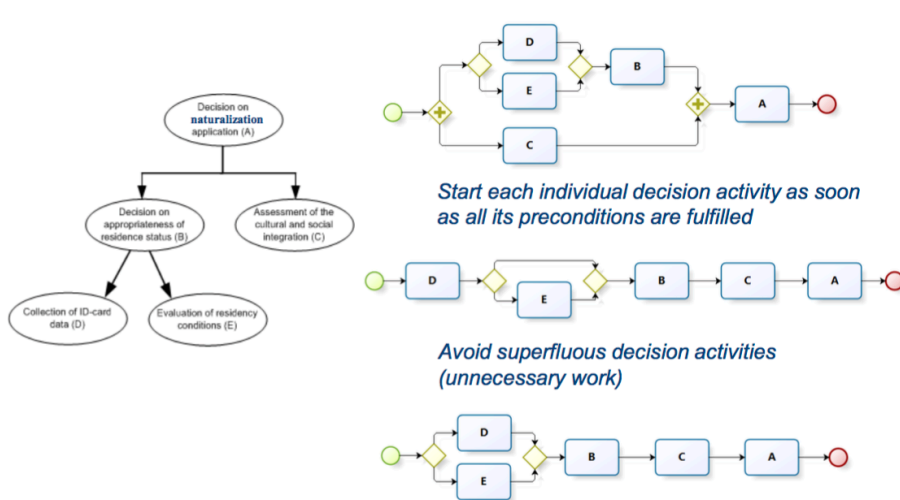 Decision on
naturalization
application (A)
Decision on
appropriateness of
residence status (B)
Assessment of the
cultural and social
integration (C)
Collection of ID-card
data (D)
Evaluation of residency
conditions (E)
D
E
B
C
A
Start each individual decision activity as soon
as all its preconditions are fulfilled
D
E
B
C
A
Avoid superfluous decision activities
(unnecessary work)
D
E
B
C
A